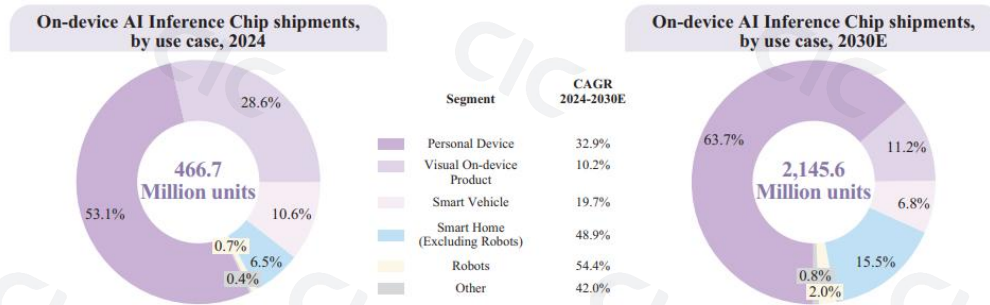 On-device AI Inference Chip shipments,
by use case, 2024
28.6%
466.7
Million units
10.6%
53.1%
0.7%
6.5%
0.4%
Segment
CAGR
2024-2030E
Personal Device 32.9%
Visual On-device
Product
10.2%
Smart Vehicle 19.7%
Smart Home
(Excluding Robots)
48.9%
Robots 54.4%
Other 42.0%
On-device AI Inference Chip shipments,
by use case, 2030E
63.7%
11.2%
2,145.6
Million units
6.8%
15.5%
0.8%
2.0%
CIC
CIC
CIC